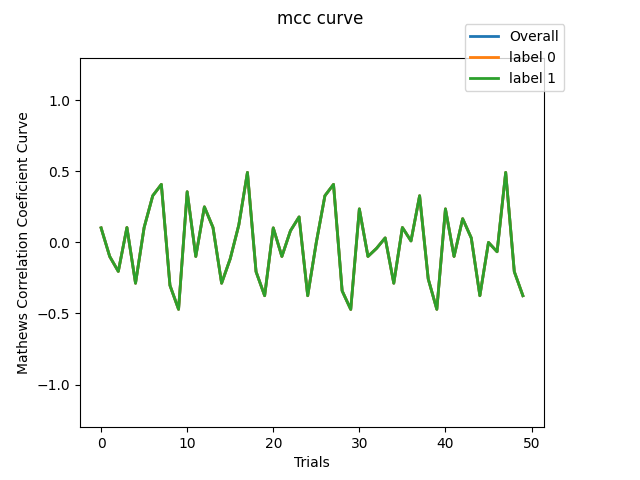 mcc curve
Overall
label 0
label 1
Mathews Correlation Coeficient Curve
1.0
0.5
0.0
−0.5
−1.0
0 10 20 30 40 50
Trials